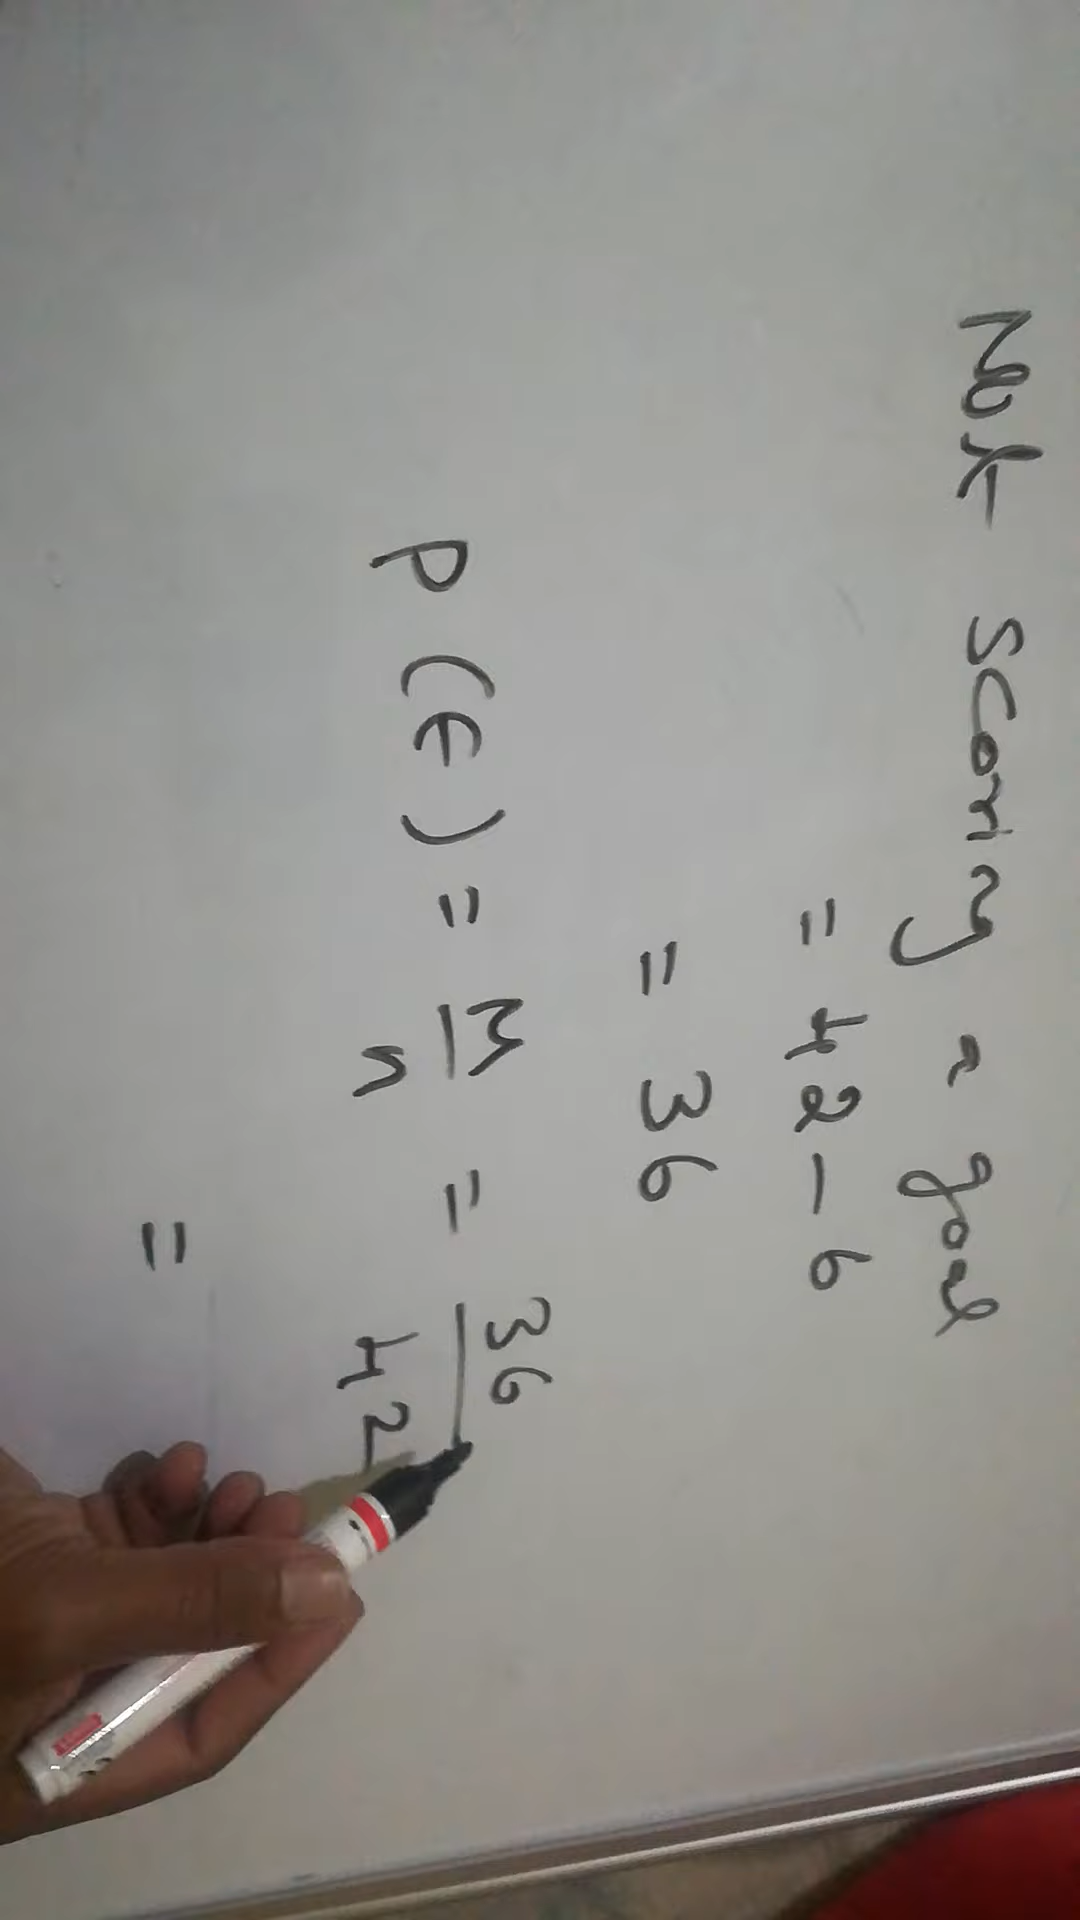 Not scoring a goal
= 42 - 6
= 36
P(E) = M/n = 36/42
=